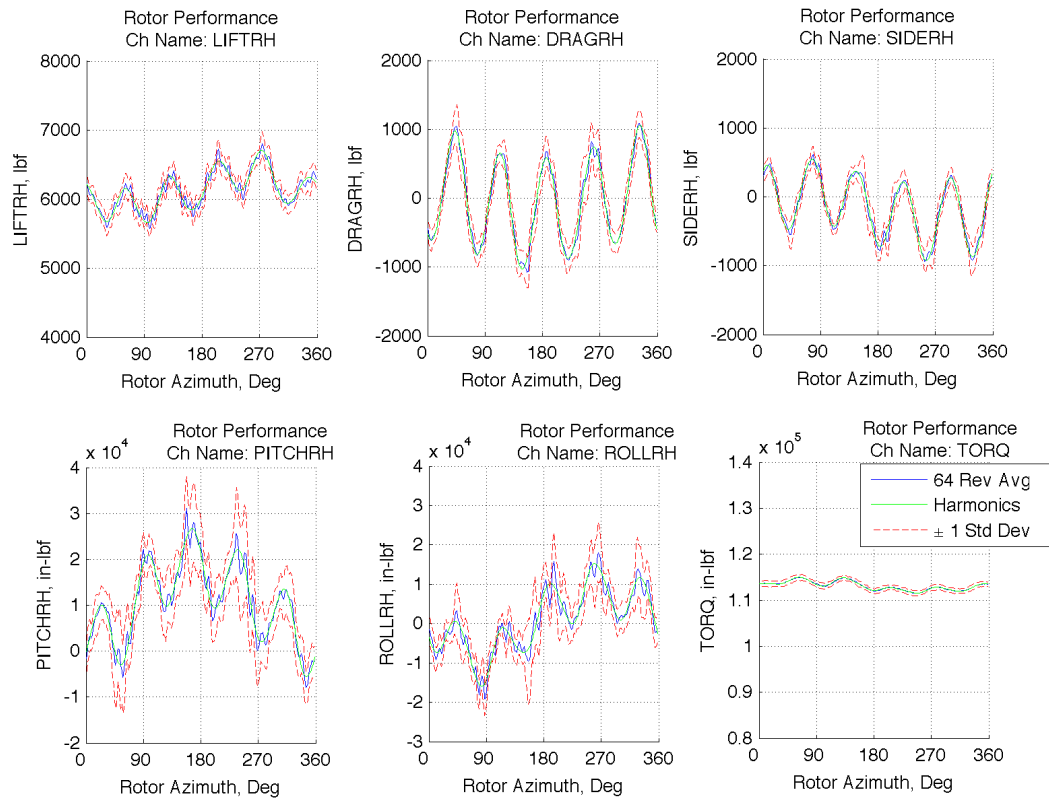 Rotor Performance
Ch Name: LIFTRH
8000
7000
6000
5000
4000
LIFTRH, lbf
0 90 180 270 360
Rotor Azimuth, Deg
Rotor Performance
Ch Name: DRAGRH
2000
1000
0
-1000
-2000
DRAGRH, lbf
0 90 180 270 360
Rotor Azimuth, Deg
Rotor Performance
Ch Name: SIDERH
2000
1000
0
-1000
-2000
SIDERH, lbf
0 90 180 270 360
Rotor Azimuth, Deg
Rotor Performance
x 10^4 Ch Name: PITCHRH
4
3
2
1
0
-1
-2
PITCHRH, in-lbf
0 90 180 270 360
Rotor Azimuth, Deg
Rotor Performance
x 10^4 Ch Name: ROLLRH
4
3
2
1
0
-1
-2
-3
ROLLRH, in-lbf
0 90 180 270 360
Rotor Azimuth, Deg
Rotor Performance
x 10^5 Ch Name: TORQ
1.4
1.3
1.2
1.1
1
0.9
0.8
TORQ, in-lbf
64 Rev Avg
Harmonics
± 1 Std Dev
0 90 180 270 360
Rotor Azimuth, Deg